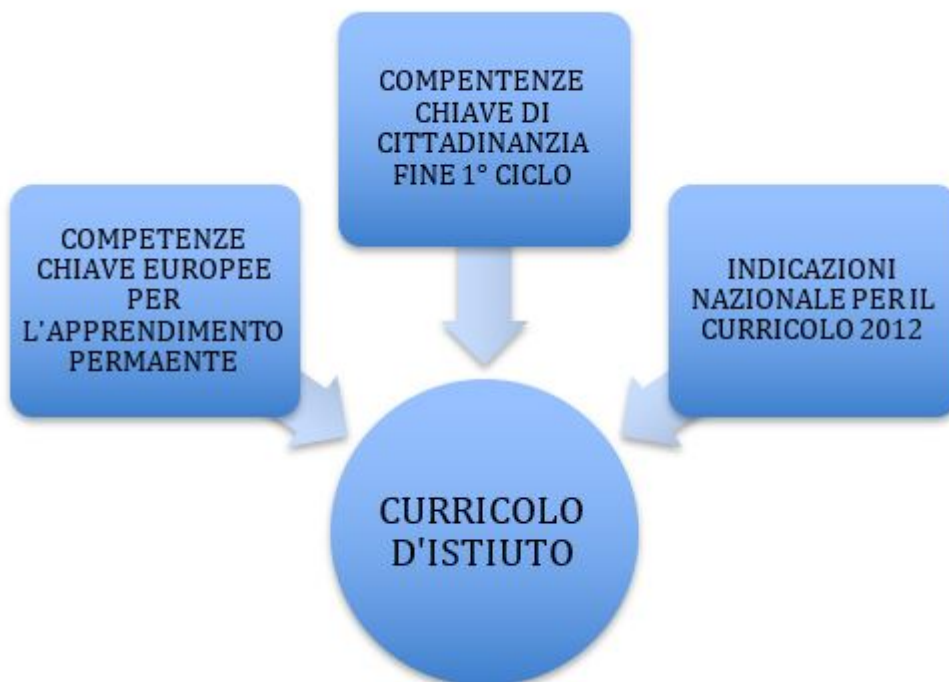 COMPENTENZE
CHIAVE DI
CITTADINANZIA
FINE 1° CICLO
COMPETENZE
CHIAVE EUROPEE
PER
L'APPRENDIMENTO
PERMAENTE
INDICAZIONI
NAZIONALE PER IL
CURRICOLO 2012
CURRICOLO
D'ISTIUTO